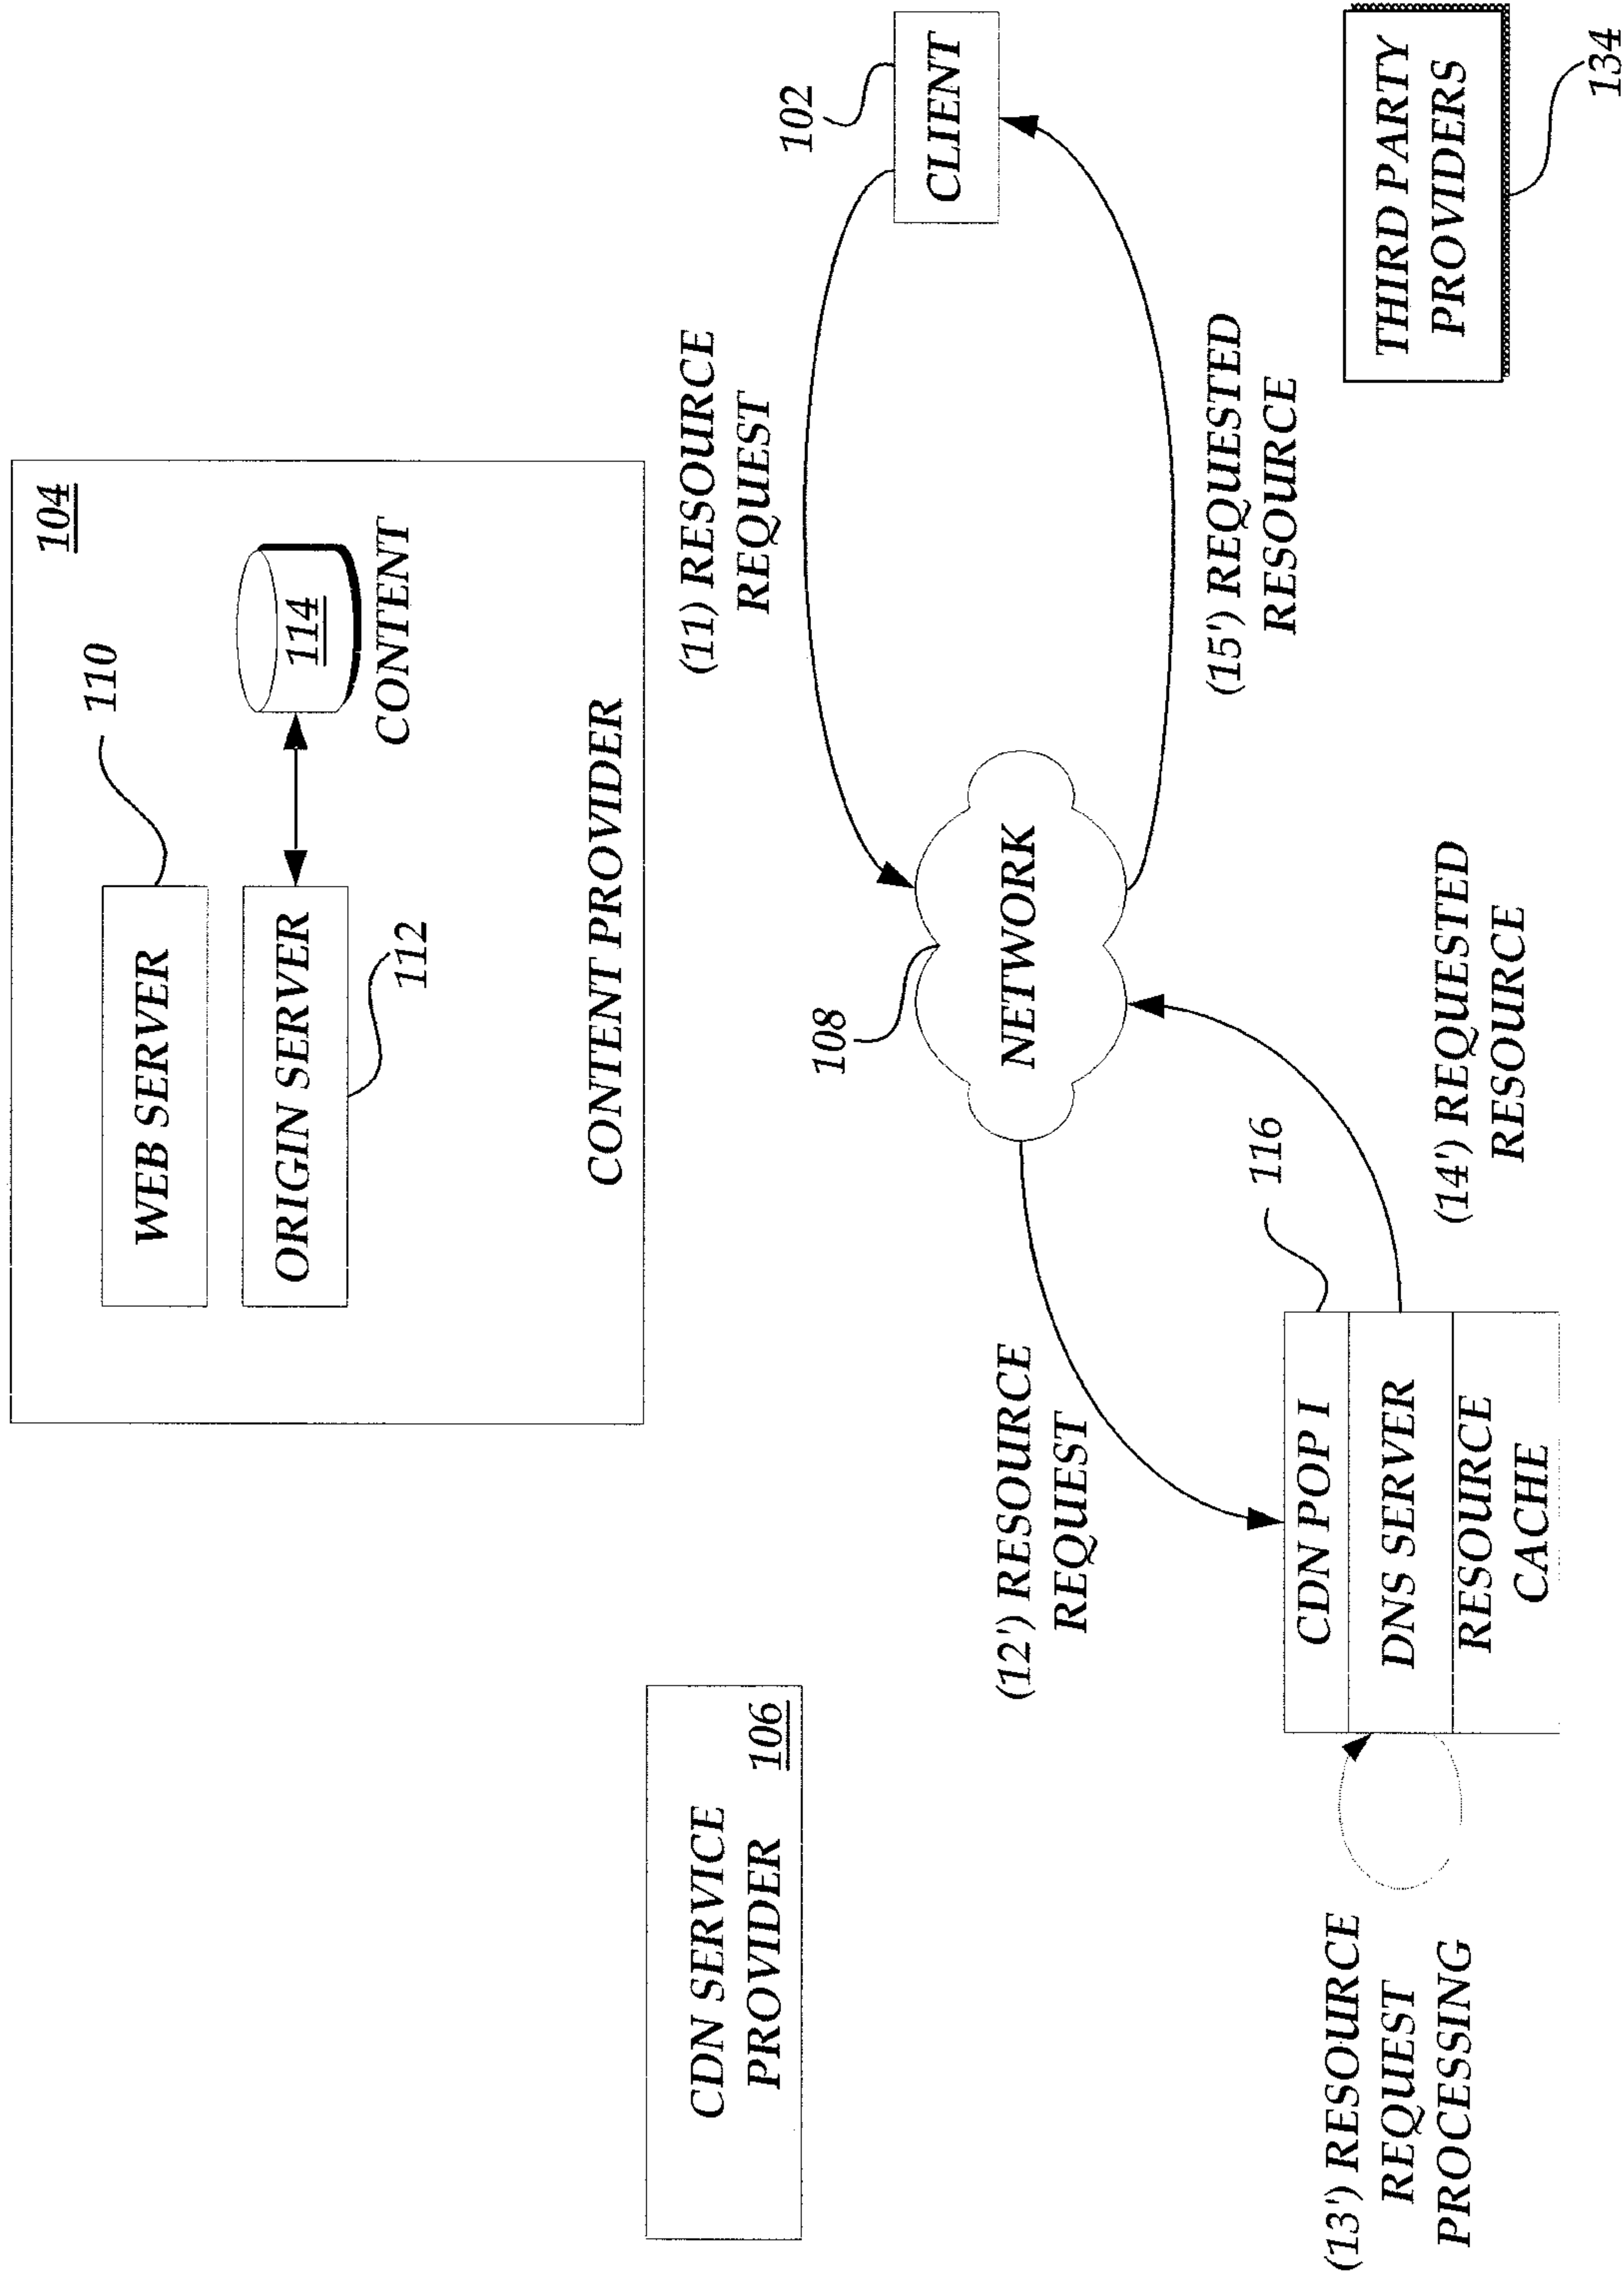 104
110
WEB SERVER
ORIGIN SERVER
114
CONTENT
112
CONTENT PROVIDER
CDN SERVICE
PROVIDER
106
(11) RESOURCE
REQUEST
102
CLIENT
108
NETWORK
(12') RESOURCE
REQUEST
(15') REQUESTED
RESOURCE
116
CDN POP I
DNS SERVER
RESOURCE
CACHE
(13') RESOURCE
REQUEST
PROCESSING
(14') REQUESTED
RESOURCE
THIRD PARTY
PROVIDERS
134